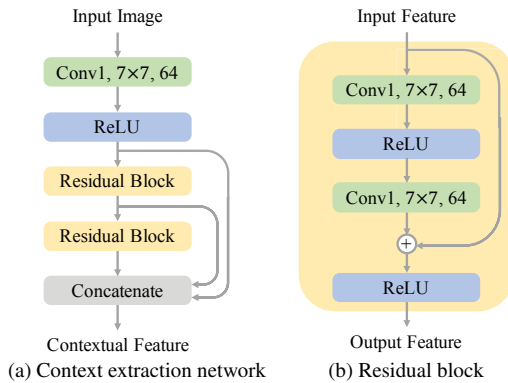 Input Image
Conv1, 7×7, 64
ReLU
Residual Block
Residual Block
Concatenate
Contextual Feature
(a) Context extraction network
Input Feature
Conv1, 7×7, 64
ReLU
Conv1, 7×7, 64
+
ReLU
Output Feature
(b) Residual block